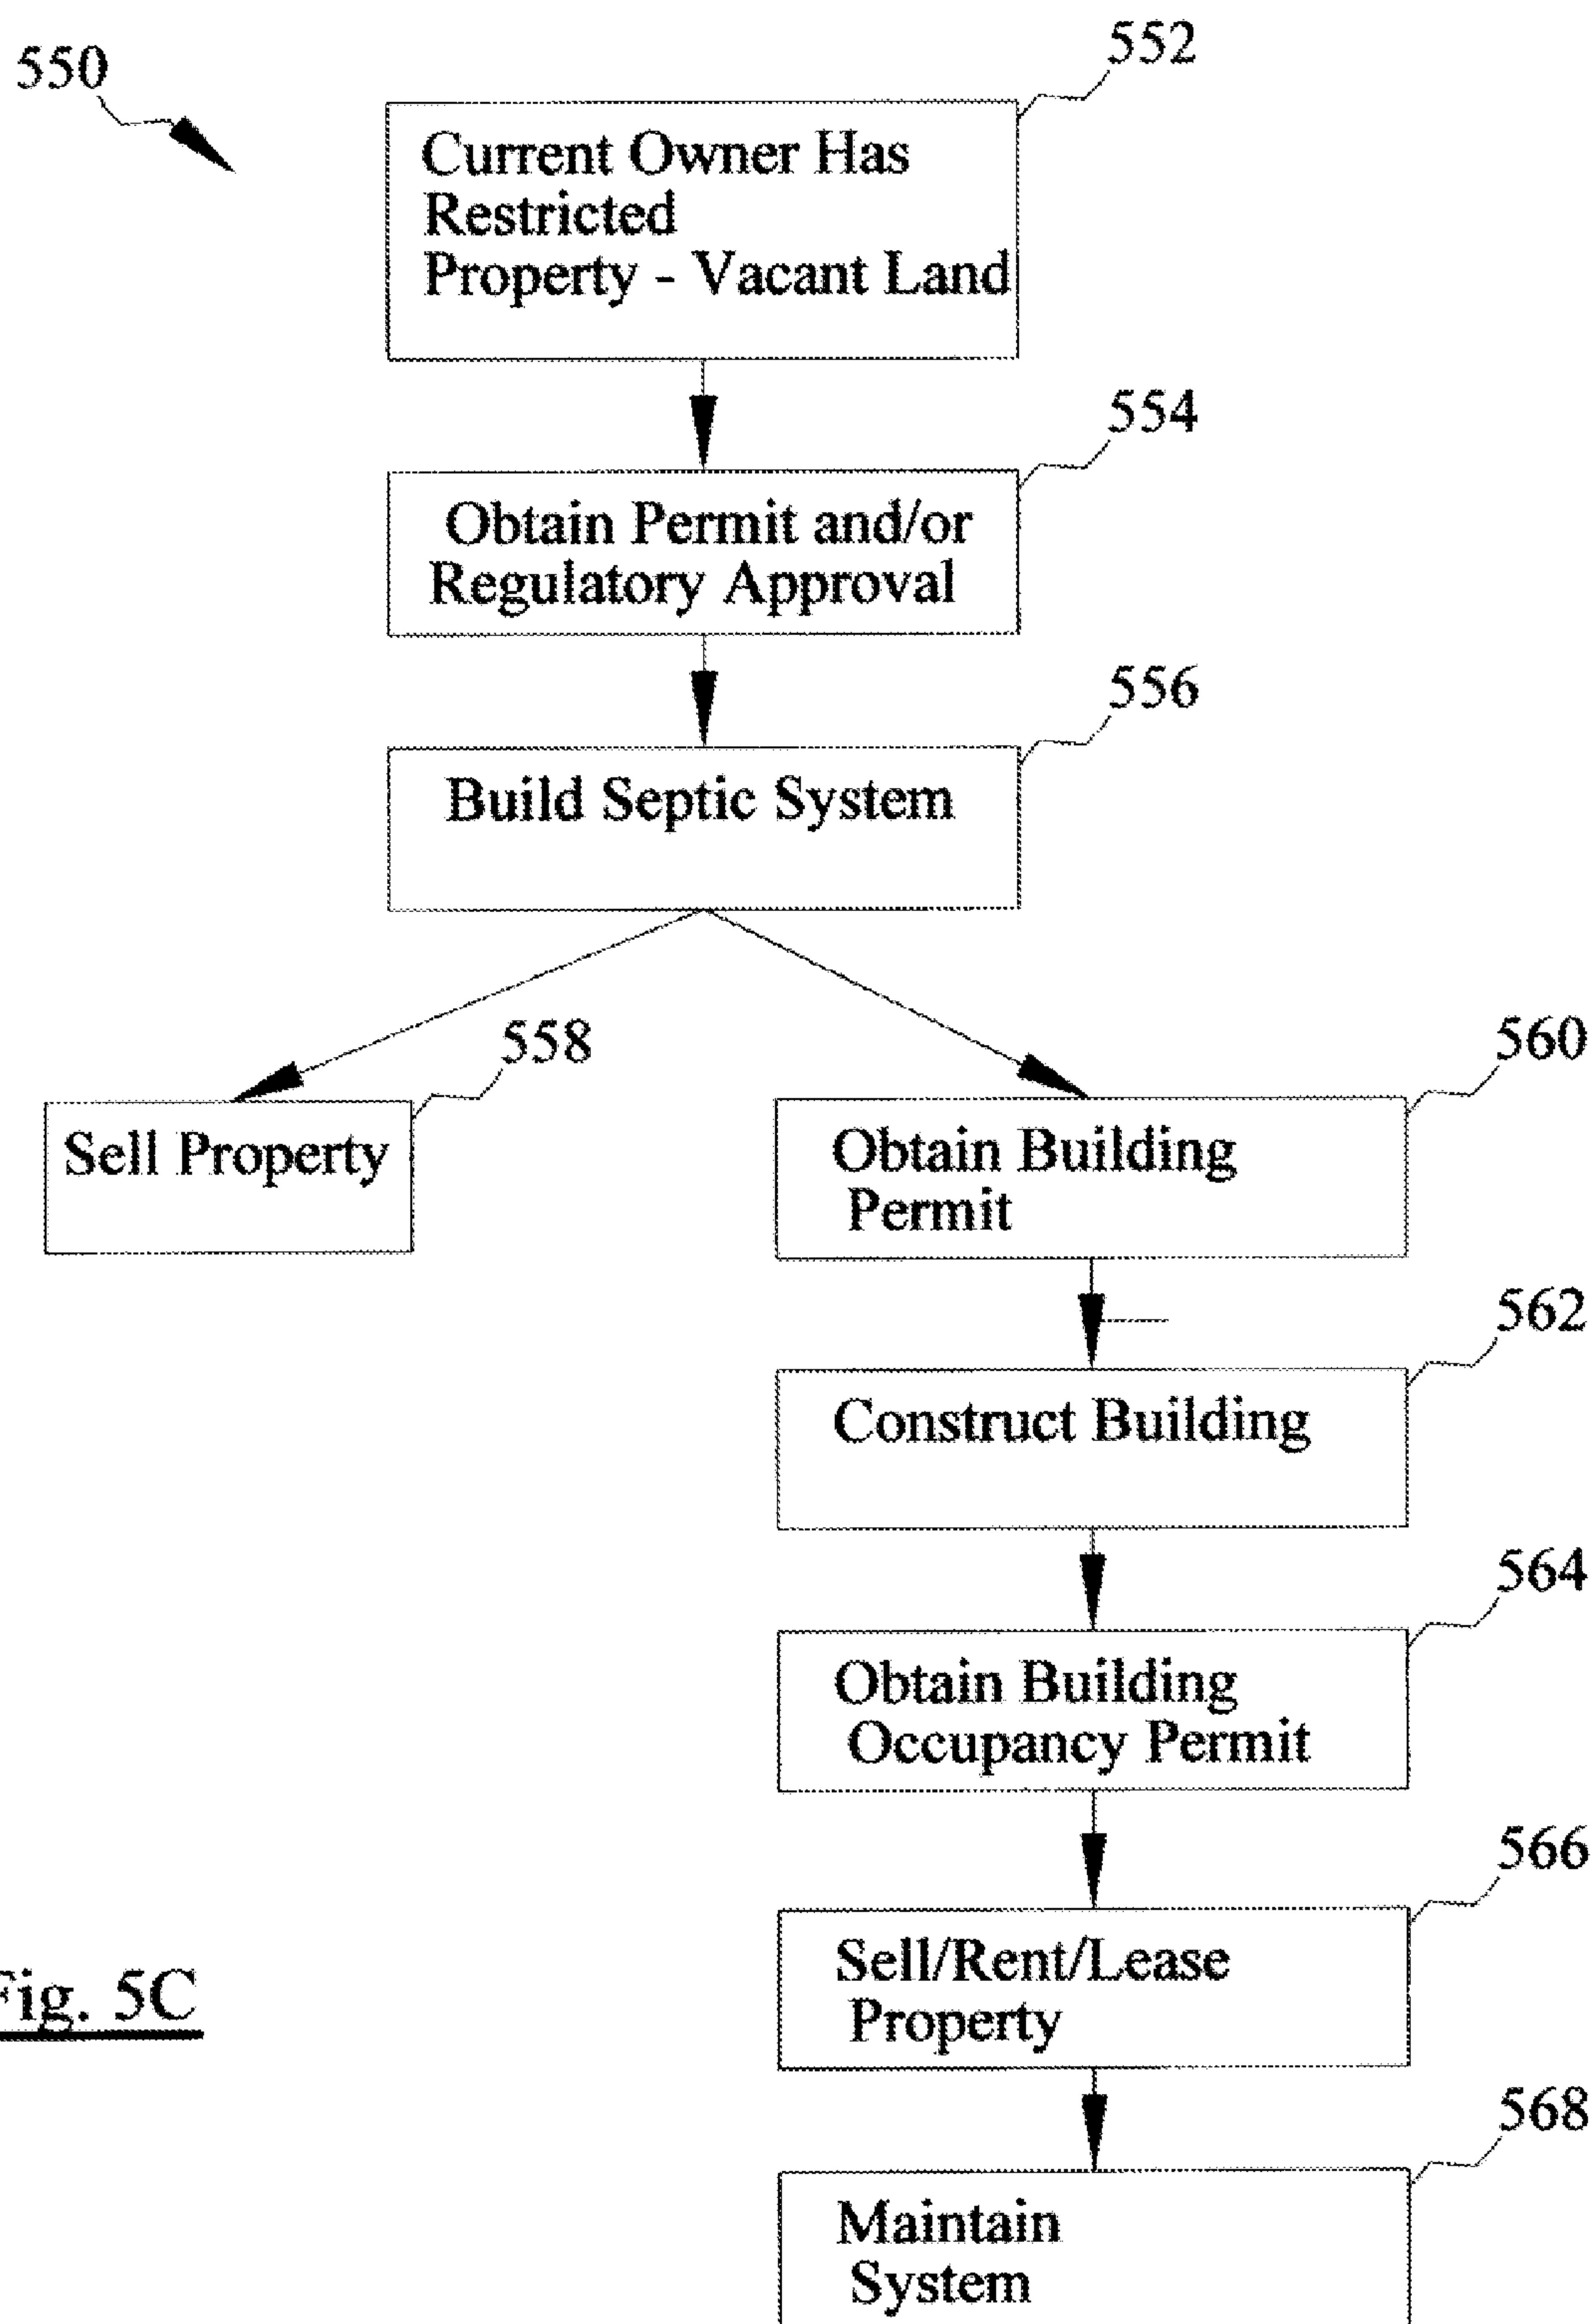 550
552
Current Owner Has
Restricted
Property - Vacant Land
554
Obtain Permit and/or
Regulatory Approval
556
Build Septic System
558
Sell Property
560
Obtain Building
Permit
562
Construct Building
564
Obtain Building
Occupancy Permit
566
Sell/Rent/Lease
Property
Fig. 5C
568
Maintain
System